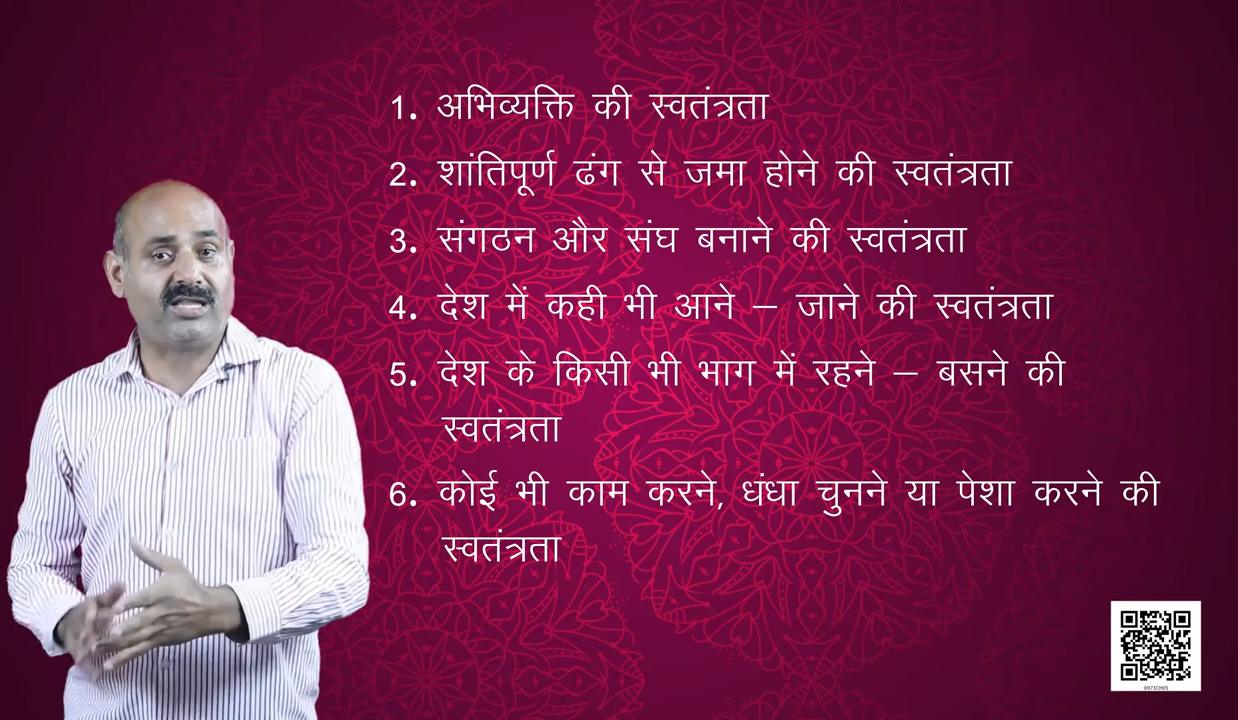 1. अभिव्यक्ति की स्वतंत्रता
2. शांतिपूर्ण ढंग से जमा होने की स्वतंत्रता
3. संगठन और संघ बनाने की स्वतंत्रता
4. देश में कही भी आने – जाने की स्वतंत्रता
5. देश के किसी भी भाग में रहने – बसने की
स्वतंत्रता
6. कोई भी काम करने, धंधा चुनने या पेशा करने की
स्वतंत्रता
0973CH05